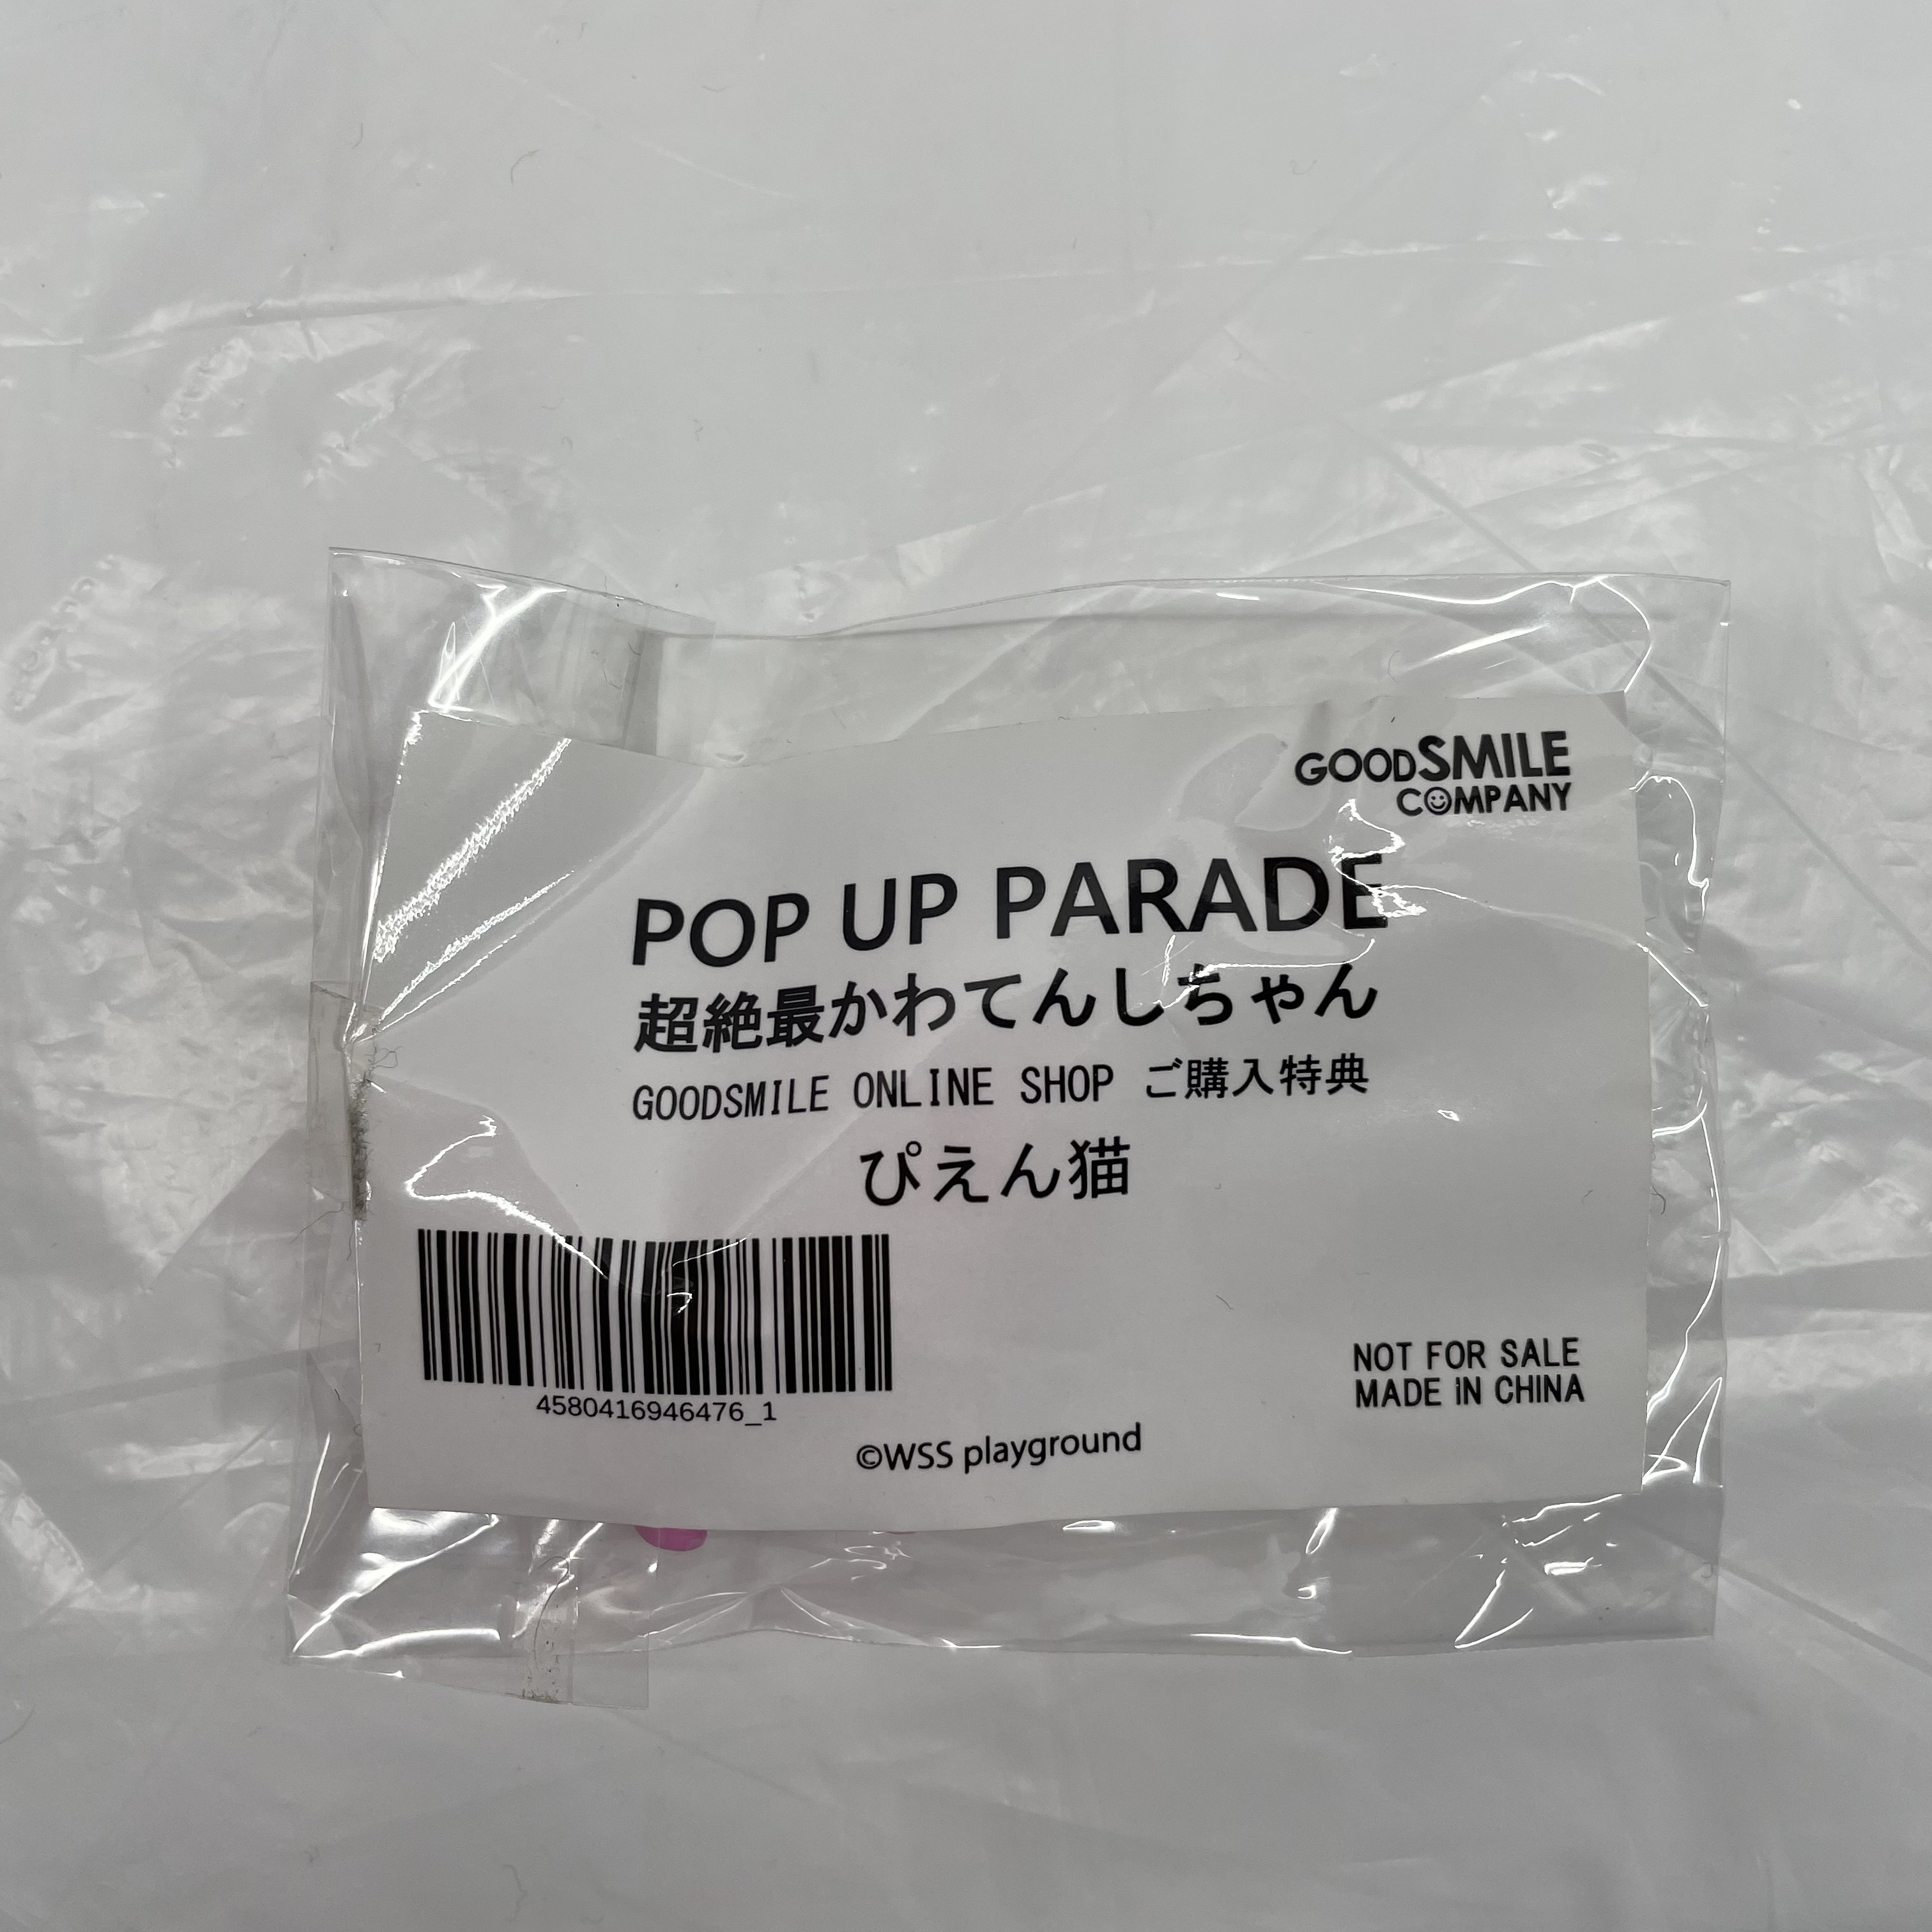 GOODSMILE
COMPANY
POP UP PARADE
超絶最かわてんしちゃん
GOODSMILE ONLINE SHOP ご購入特典
ぴえん猫
4580416946476_1
NOT FOR SALE
MADE IN CHINA
©WSS playground